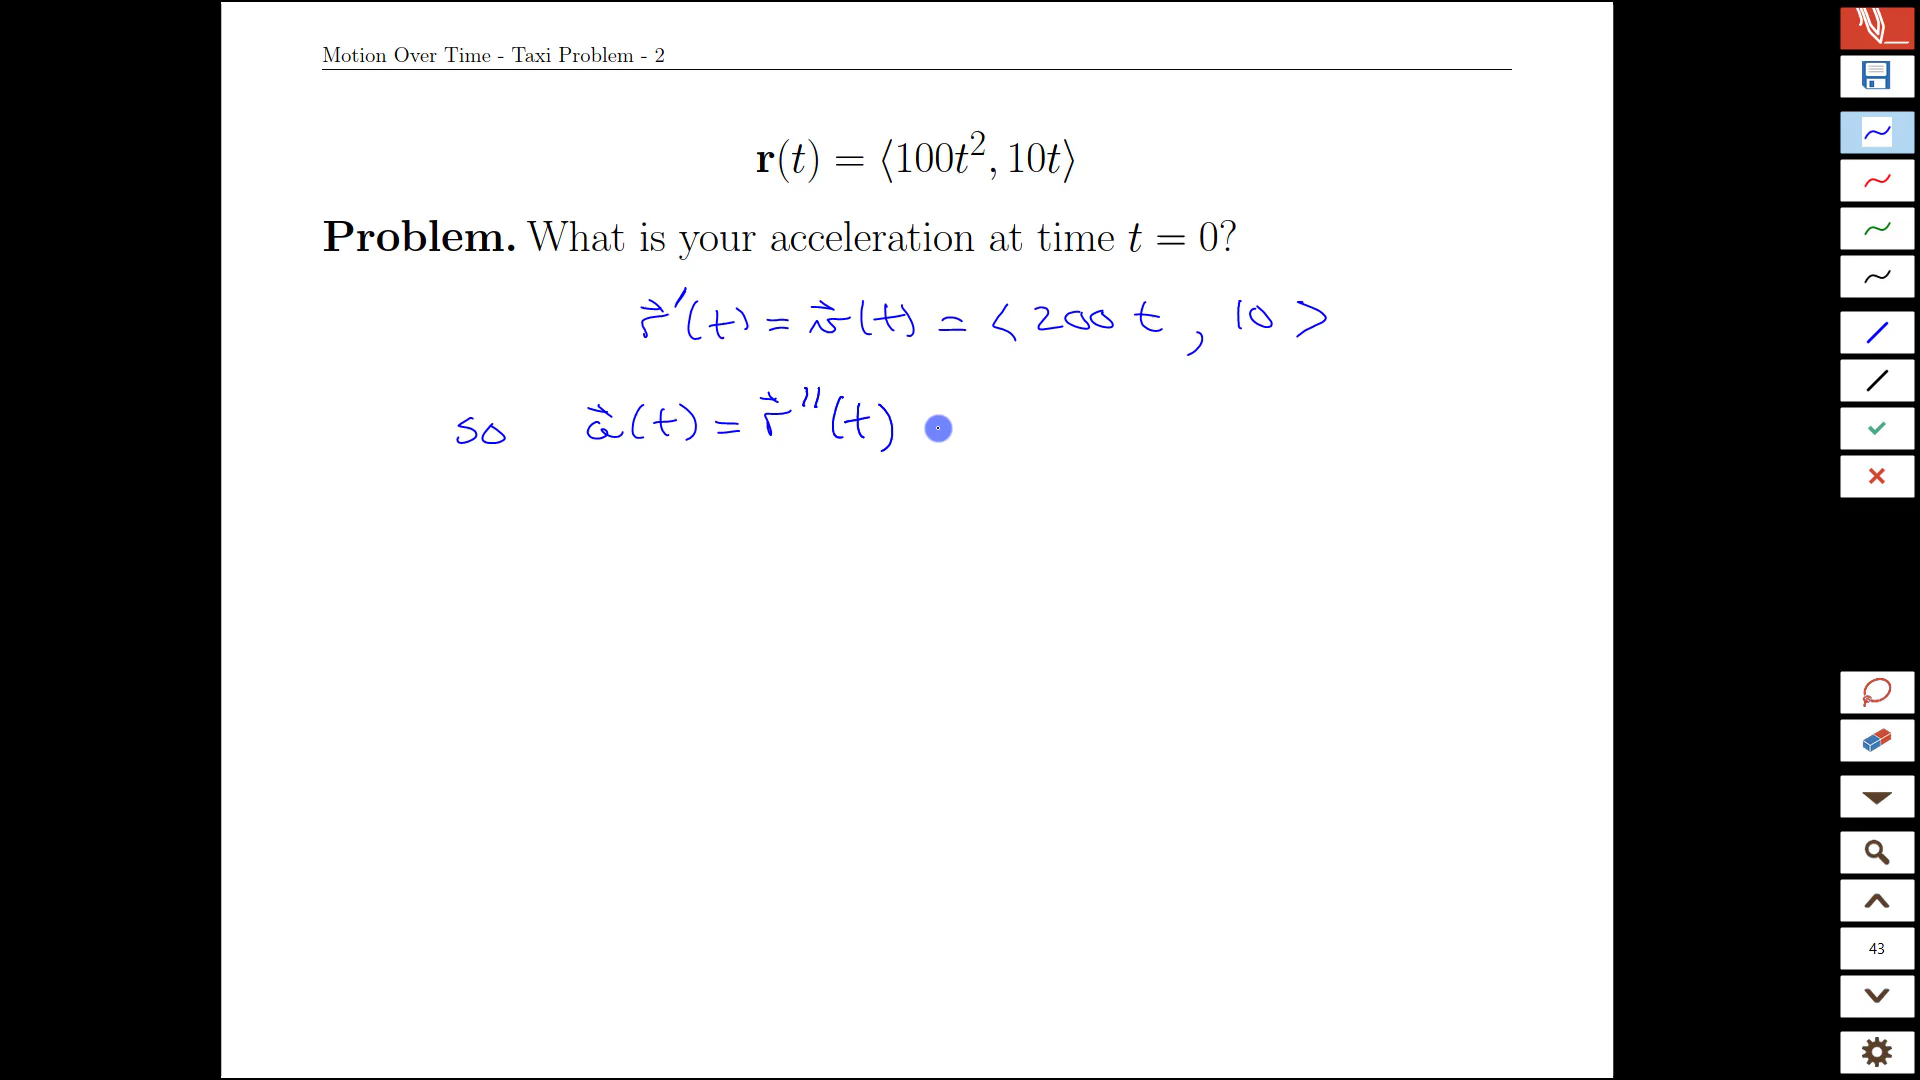 Motion Over Time - Taxi Problem - 2
r(t) = ⟨100t², 10t⟩
Problem. What is your acceleration at time t = 0?
r⃗′(t) = v⃗(t) = <200 t, 10>
so a⃗(t) = r⃗″(t)
43